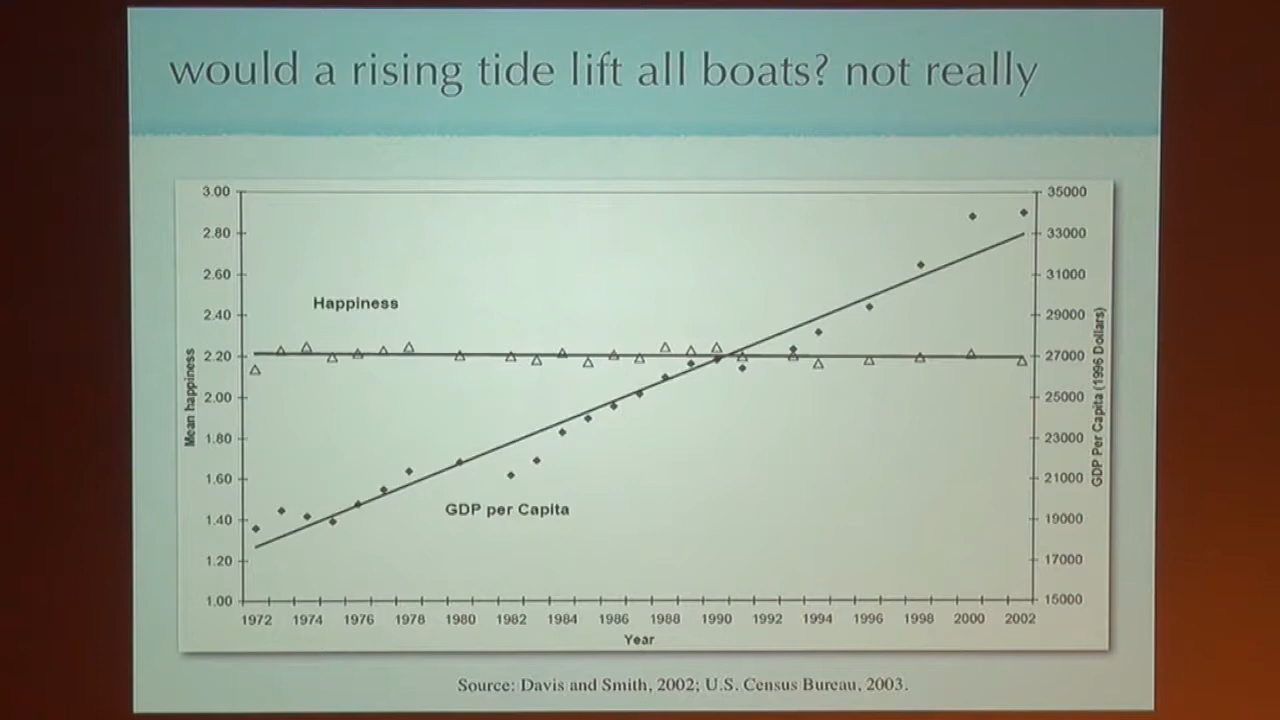 would a rising tide lift all boats? not really
3.00
2.80
2.60
2.40
2.20
2.00
1.80
1.60
1.40
1.20
1.00
Mean happiness
Happiness
GDP per Capita
35000
33000
31000
29000
27000
25000
23000
21000
19000
17000
15000
GDP Per Capita (1996 Dollars)
1972 1974 1976 1978 1980 1982 1984 1986 1988 1990 1992 1994 1996 1998 2000 2002
Year
Source: Davis and Smith, 2002; U.S. Census Bureau, 2003.